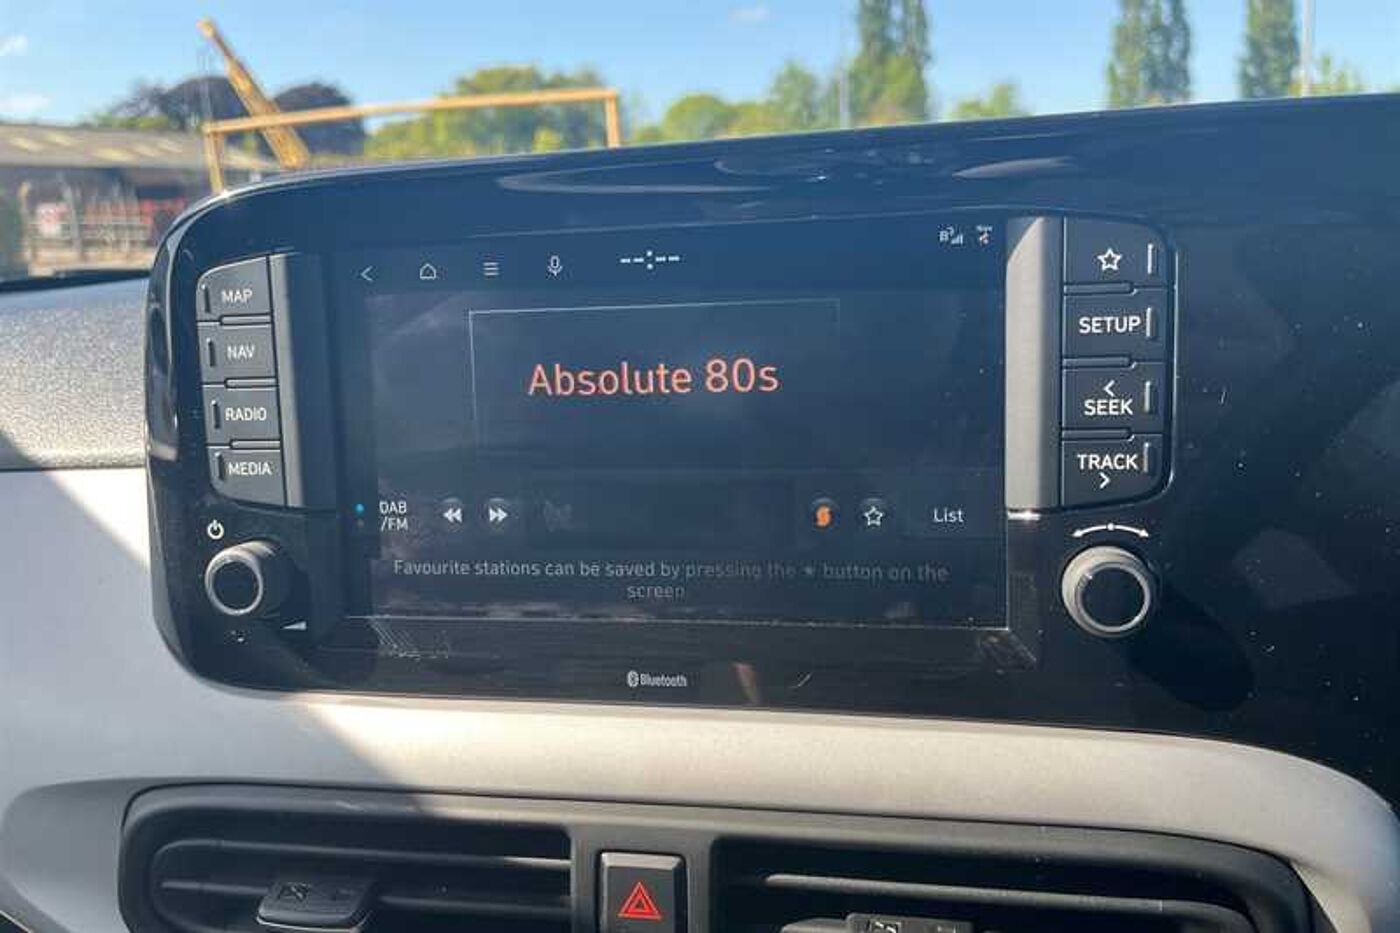 --:--
MAP
NAV
RADIO
MEDIA
Absolute 80s
DAB
/FM
List
Favourite stations can be saved by pressing the ★ button on the
screen
SETUP
<
SEEK
TRACK
>
Bluetooth